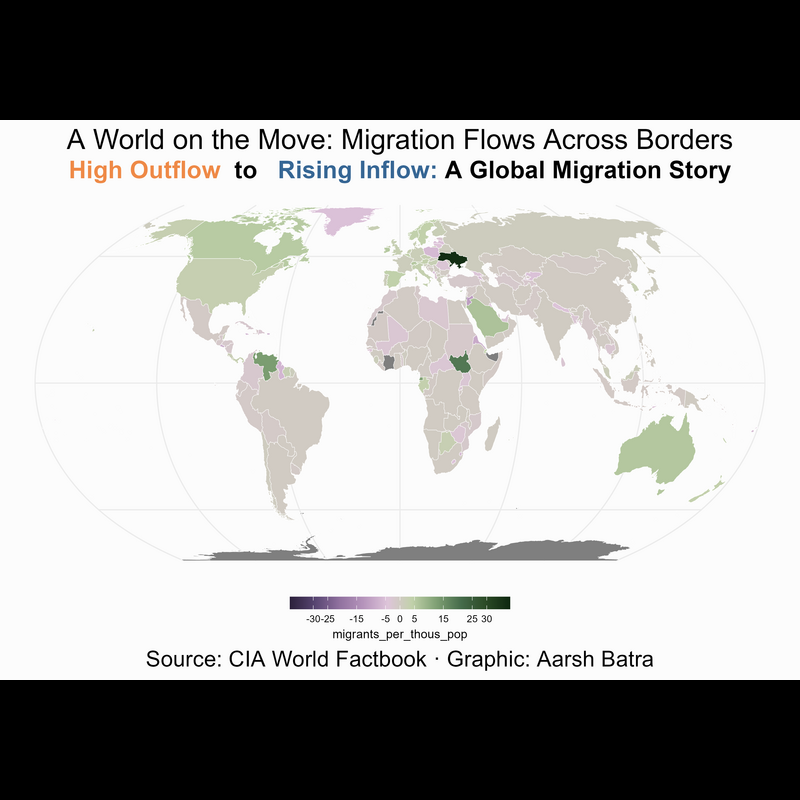 A World on the Move: Migration Flows Across Borders
High Outflow to Rising Inflow: A Global Migration Story
-30 -25 -15 -5 0 5 15 25 30
migrants_per_thous_pop
Source: CIA World Factbook · Graphic: Aarsh Batra